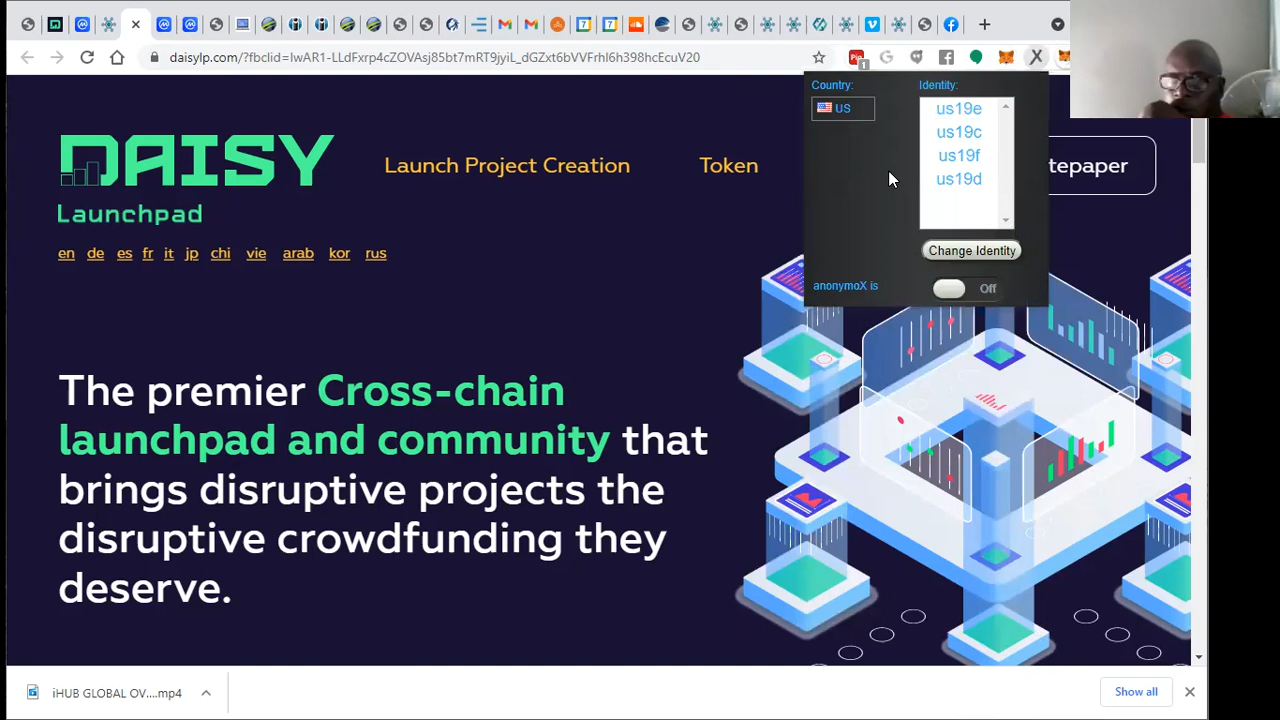 daisylp.com/?fbclid=IwAR1-LLdFxw4cZOVAsj85bt7mRT9jyiL_dGZxt6bVVFrhl6h398hcEcuV20
1
Country:
Identity:
US
us19e
us19c
us19f
us19d
Change Identity
anonymoX is
Off
DAISY
Launchpad
Launch Project Creation
Token
tepaper
en de es fr it jp chi vie arab kor rus
The premier Cross-chain
launchpad and community that
brings disruptive projects the
disruptive crowdfunding they
deserve.
iHUB GLOBAL OV....mp4
Show all